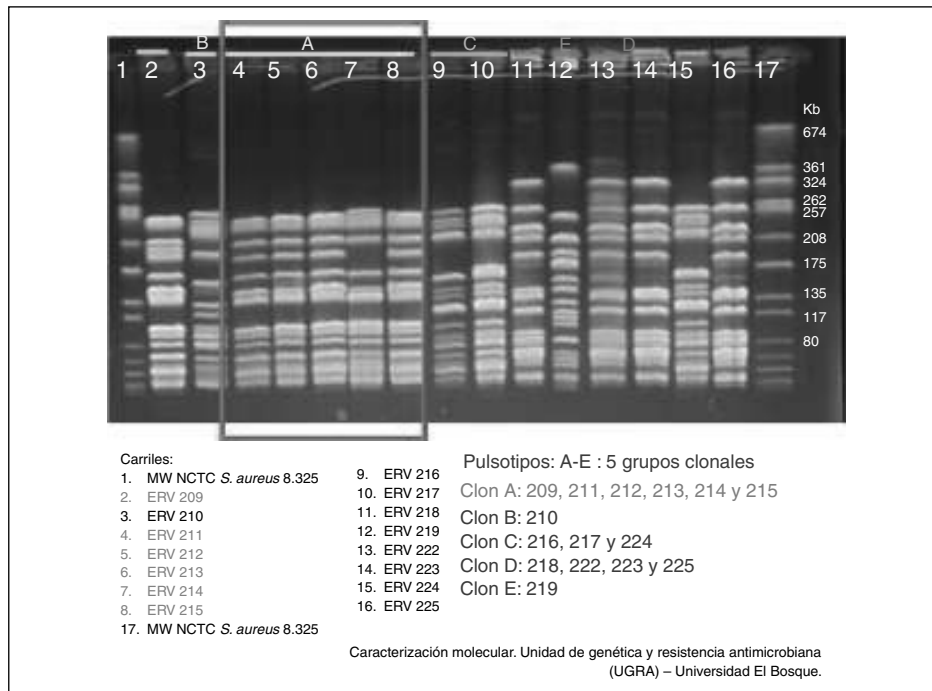 B A C E D
1 2 3 4 5 6 7 8 9 10 11 12 13 14 15 16 17
Kb
674
361
324
262
257
208
175
135
117
80
Carriles:
1. MW NCTC S. aureus 8.325
2. ERV 209
3. ERV 210
4. ERV 211
5. ERV 212
6. ERV 213
7. ERV 214
8. ERV 215
17. MW NCTC S. aureus 8.325
9. ERV 216
10. ERV 217
11. ERV 218
12. ERV 219
13. ERV 222
14. ERV 223
15. ERV 224
16. ERV 225
Pulsotipos: A-E : 5 grupos clonales
Clon A: 209, 211, 212, 213, 214 y 215
Clon B: 210
Clon C: 216, 217 y 224
Clon D: 218, 222, 223 y 225
Clon E: 219
Caracterización molecular. Unidad de genética y resistencia antimicrobiana
(UGRA) – Universidad El Bosque.